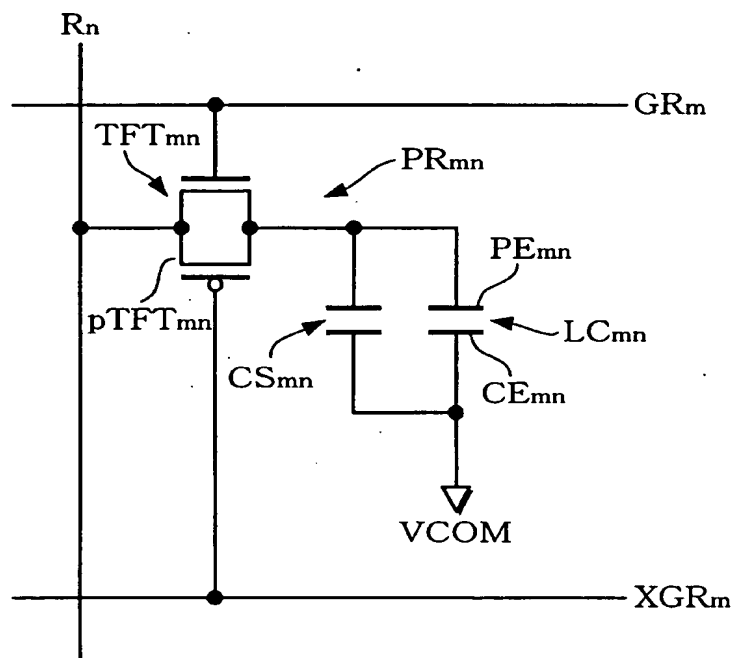 Rn
GRm
TFTmn
PRmn
PEmn
pTFTmn
LCmn
CSmn
CEmn
VCOM
XGRm